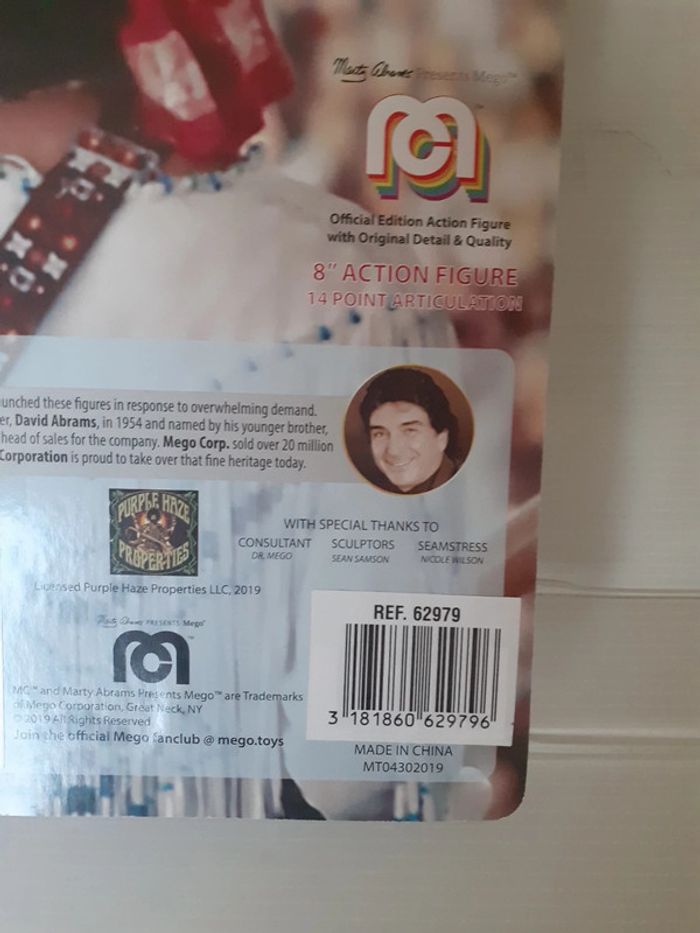 Marty Abrams Presents Mego™
Official Edition Action Figure
with Original Detail & Quality
8" ACTION FIGURE
14 POINT ARTICULATION
unched these figures in response to overwhelming demand.
er, David Abrams, in 1954 and named by his younger brother,
head of sales for the company. Mego Corp. sold over 20 million
Corporation is proud to take over that fine heritage today.
PURPLE HAZE
PROPERTIES
WITH SPECIAL THANKS TO
CONSULTANT SCULPTORS SEAMSTRESS
DR. MEGO SEAN SAMSON NICOLE WILSON
Licensed Purple Haze Properties LLC, 2019
Marty Abrams PRESENTS Mego™
MC™ and Marty Abrams Presents Mego™ are Trademarks
of Mego Corporation, Great Neck, NY
© 2019 All Rights Reserved
Join the official Mego fanclub @ mego.toys
REF. 62979
3 181860 629796
MADE IN CHINA
MT04302019